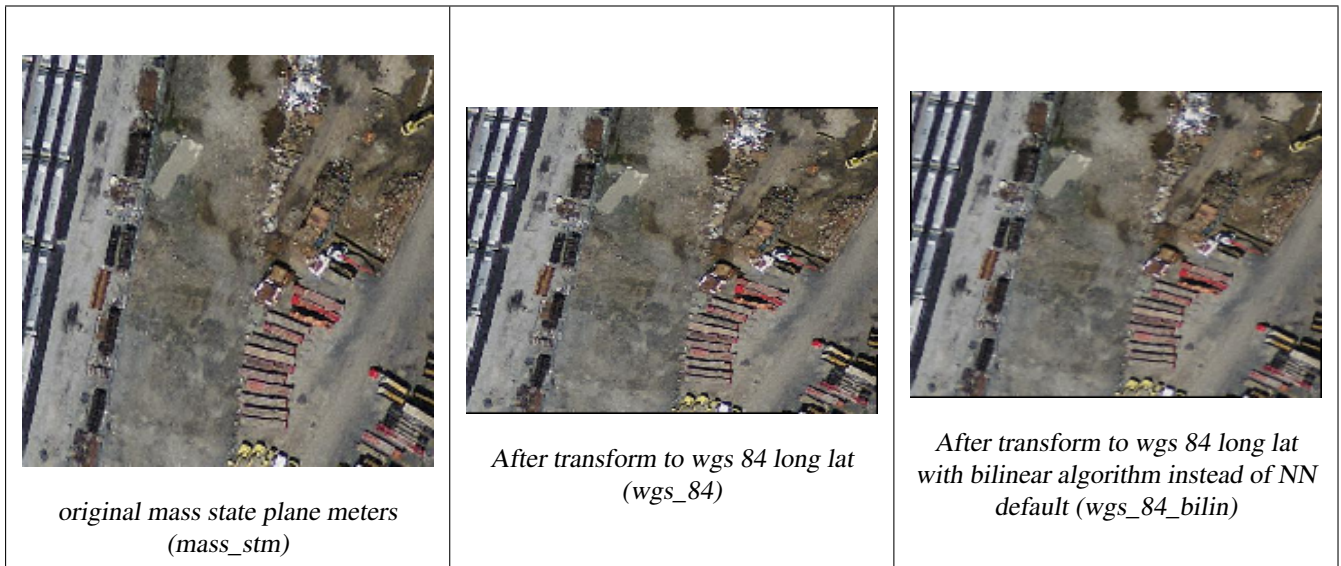 original mass state plane meters
(mass_stm)
After transform to wgs 84 long lat
(wgs_84)
After transform to wgs 84 long lat
with bilinear algorithm instead of NN
default (wgs_84_bilin)